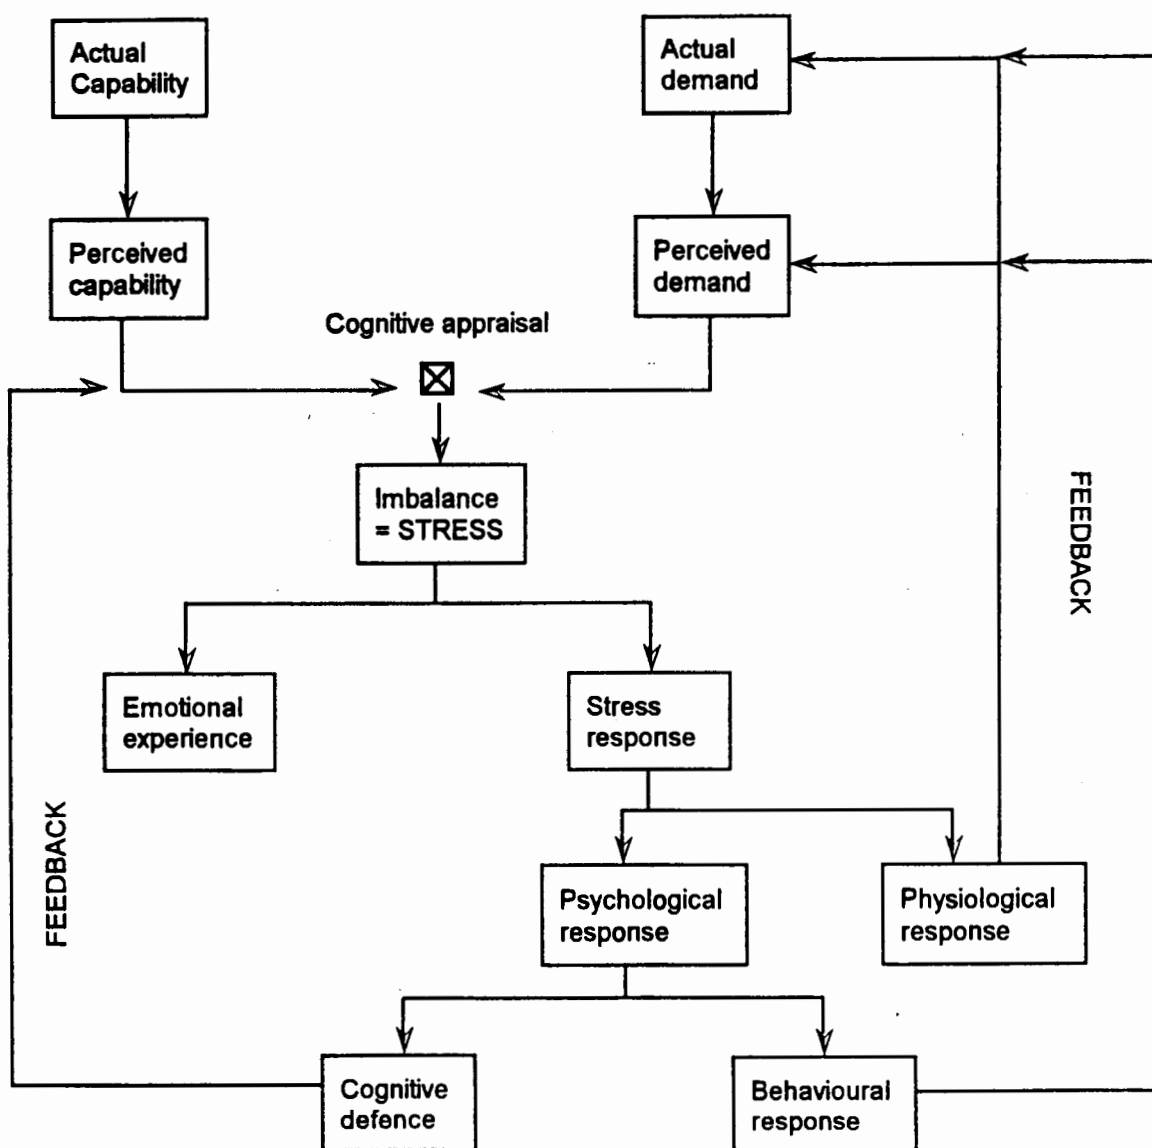 Actual
Capability
Actual
demand
Perceived
capability
Perceived
demand
Cognitive appraisal
Imbalance
= STRESS
FEEDBACK
Emotional
experience
Stress
response
FEEDBACK
Psychological
response
Physiological
response
Cognitive
defence
Behavioural
response